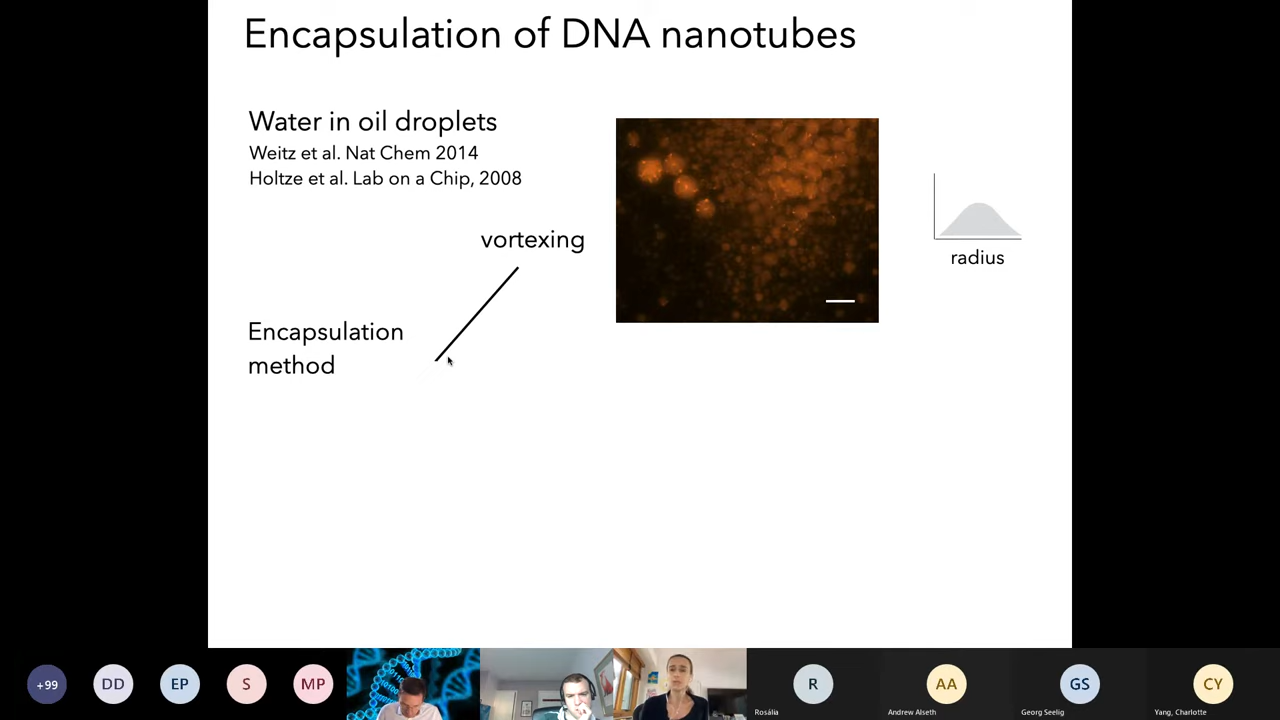 Encapsulation of DNA nanotubes
Water in oil droplets
Weitz et al. Nat Chem 2014
Holtze et al. Lab on a Chip, 2008
vortexing
radius
Encapsulation
method
+99
DD
EP
S
MP
R
AA
GS
CY
Rosália
Andrew Alseth
Georg Seelig
Yang, Charlotte